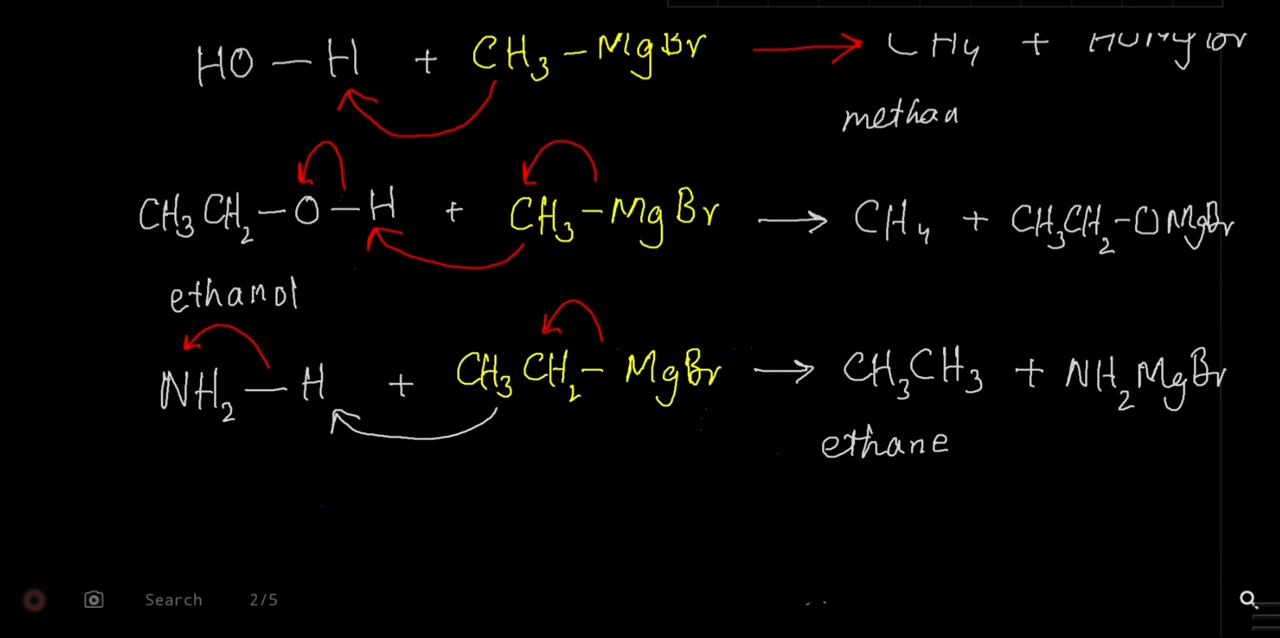 HO — H + CH₃ – MgBr → CH₄ + HOMgBr
methan
CH₃CH₂ – O – H + CH₃ – MgBr → CH₄ + CH₃CH₂ – OMgBr
ethanol
NH₂ – H + CH₃CH₂ – MgBr → CH₃CH₃ + NH₂MgBr
ethane
Search 2/5